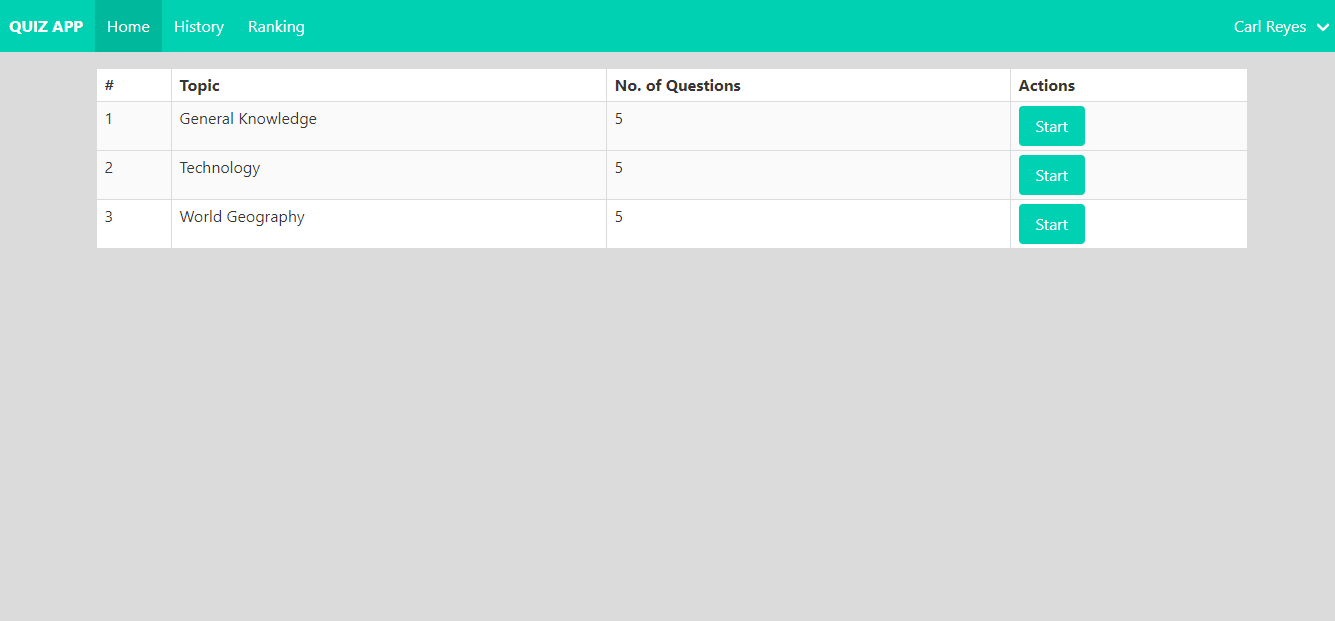 QUIZ APP Home History Ranking Carl Reyes
# Topic No. of Questions Actions
1 General Knowledge 5 Start
2 Technology 5 Start
3 World Geography 5 Start